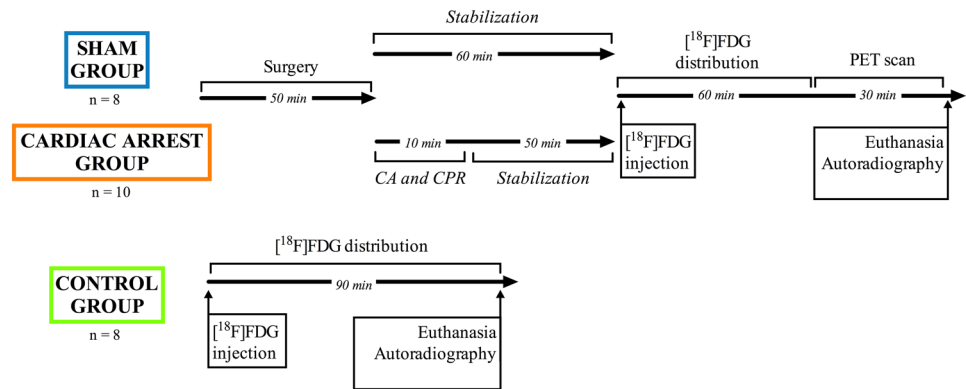 SHAM
GROUP
n = 8
CARDIAC ARREST
GROUP
n = 10
Surgery
50 min
Stabilization
60 min
10 min
50 min
CA and CPR
Stabilization
[¹⁸F]FDG
distribution
60 min
PET scan
30 min
[¹⁸F]FDG
injection
Euthanasia
Autoradiography
CONTROL
GROUP
n = 8
[¹⁸F]FDG distribution
90 min
[¹⁸F]FDG
injection
Euthanasia
Autoradiography